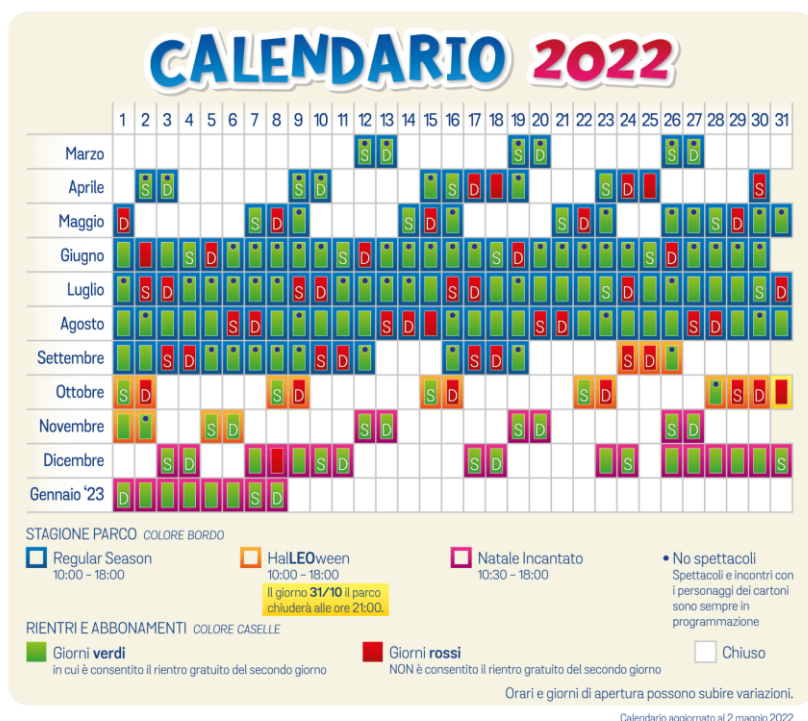 CALENDARIO 2022
1 2 3 4 5 6 7 8 9 10 11 12 13 14 15 16 17 18 19 20 21 22 23 24 25 26 27 28 29 30 31
Marzo S D S D S D
Aprile S D S D S D S D S
Maggio D S D S D S D S D
Giugno S D S D S D S D
Luglio S D S D S D S D S D
Agosto S D S D S D S D
Settembre S D S D S D S D
Ottobre S D S D S D S D S D
Novembre S D S D S D S D
Dicembre S D S D S D S S
Gennaio '23 D S D
STAGIONE PARCO COLORE BORDO
Regular Season
10:00 – 18:00
HalLEOween
10:00 – 18:00
Il giorno 31/10 il parco
chiuderà alle ore 21:00.
Natale Incantato
10:30 – 18:00
• No spettacoli
Spettacoli e incontri con
i personaggi dei cartoni
sono sempre in
programmazione
RIENTRI E ABBONAMENTI COLORE CASELLE
Giorni verdi
in cui è consentito il rientro gratuito del secondo giorno
Giorni rossi
NON è consentito il rientro gratuito del secondo giorno
Chiuso
Orari e giorni di apertura possono subire variazioni.
Calendario aggiornato al 2 maggio 2022